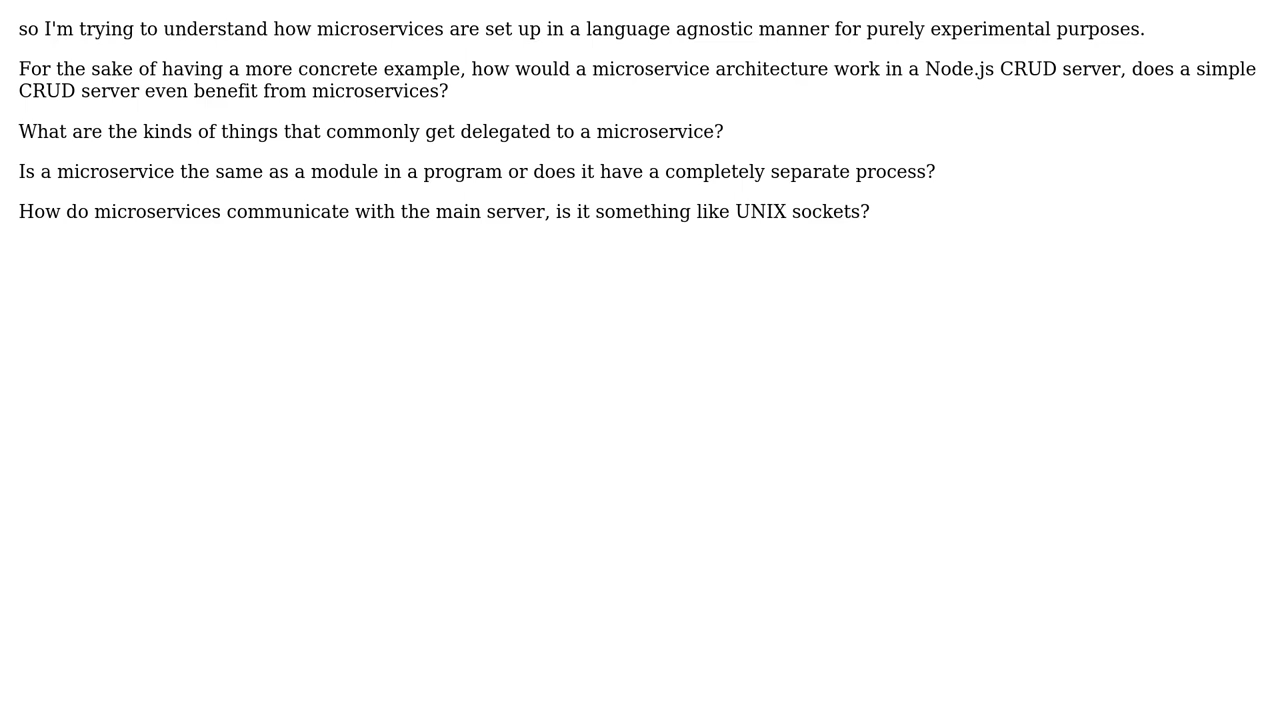 so I'm trying to understand how microservices are set up in a language agnostic manner for purely experimental purposes.
For the sake of having a more concrete example, how would a microservice architecture work in a Node.js CRUD server, does a simple
CRUD server even benefit from microservices?
What are the kinds of things that commonly get delegated to a microservice?
Is a microservice the same as a module in a program or does it have a completely separate process?
How do microservices communicate with the main server, is it something like UNIX sockets?